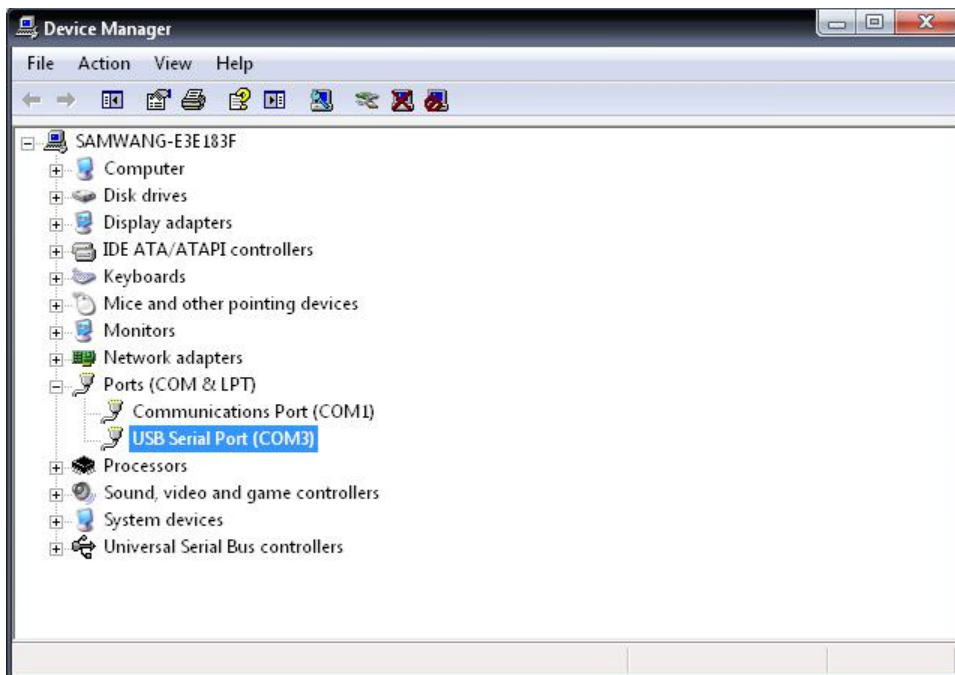 Device Manager
File Action View Help
SAMWANG-E3E183F
Computer
Disk drives
Display adapters
IDE ATA/ATAPI controllers
Keyboards
Mice and other pointing devices
Monitors
Network adapters
Ports (COM & LPT)
Communications Port (COM1)
USB Serial Port (COM3)
Processors
Sound, video and game controllers
System devices
Universal Serial Bus controllers